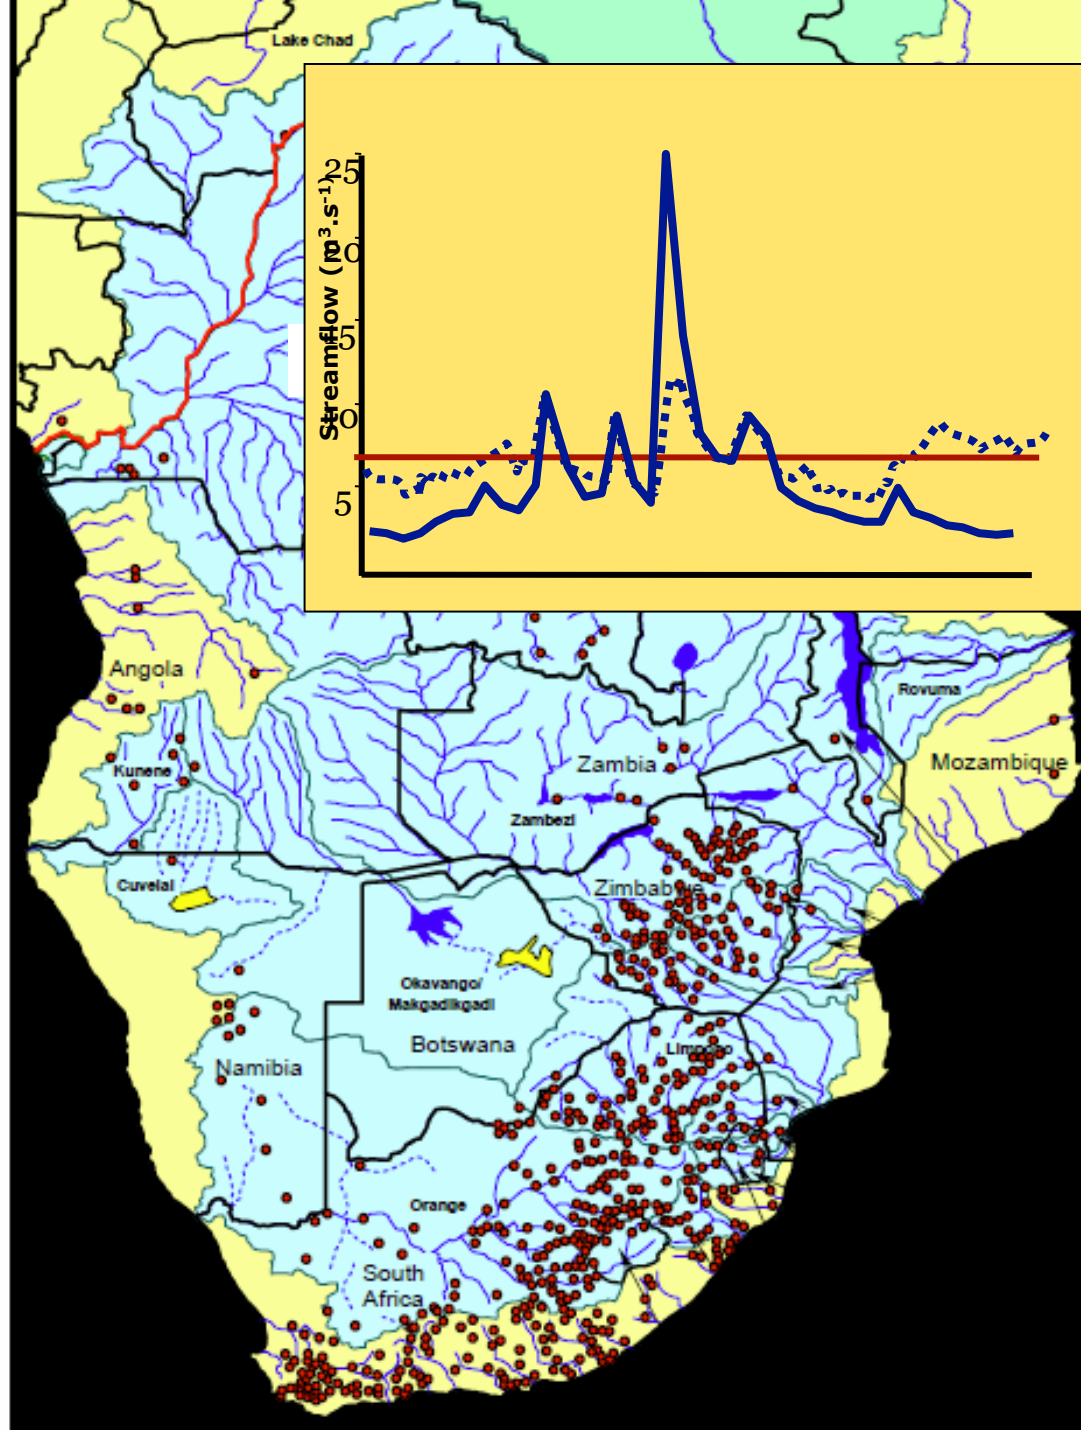 Lake Chad
Streamflow (m³.s⁻¹)
25
20
15
10
5
Angola
Rovuma
Kunene
Zambia
Mozambique
Zambezi
Cuvelai
Zimbabwe
Okavango/
Makgadikgadi
Botswana
Limpopo
Namibia
Orange
South
Africa